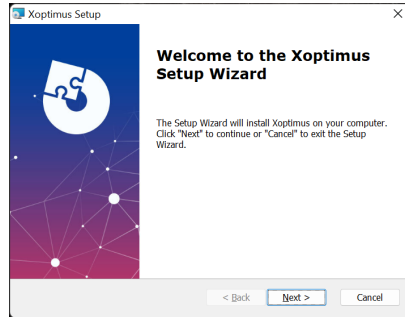 Xoptimus Setup
Welcome to the Xoptimus
Setup Wizard
The Setup Wizard will install Xoptimus on your computer.
Click "Next" to continue or "Cancel" to exit the Setup
Wizard.
< Back Next > Cancel